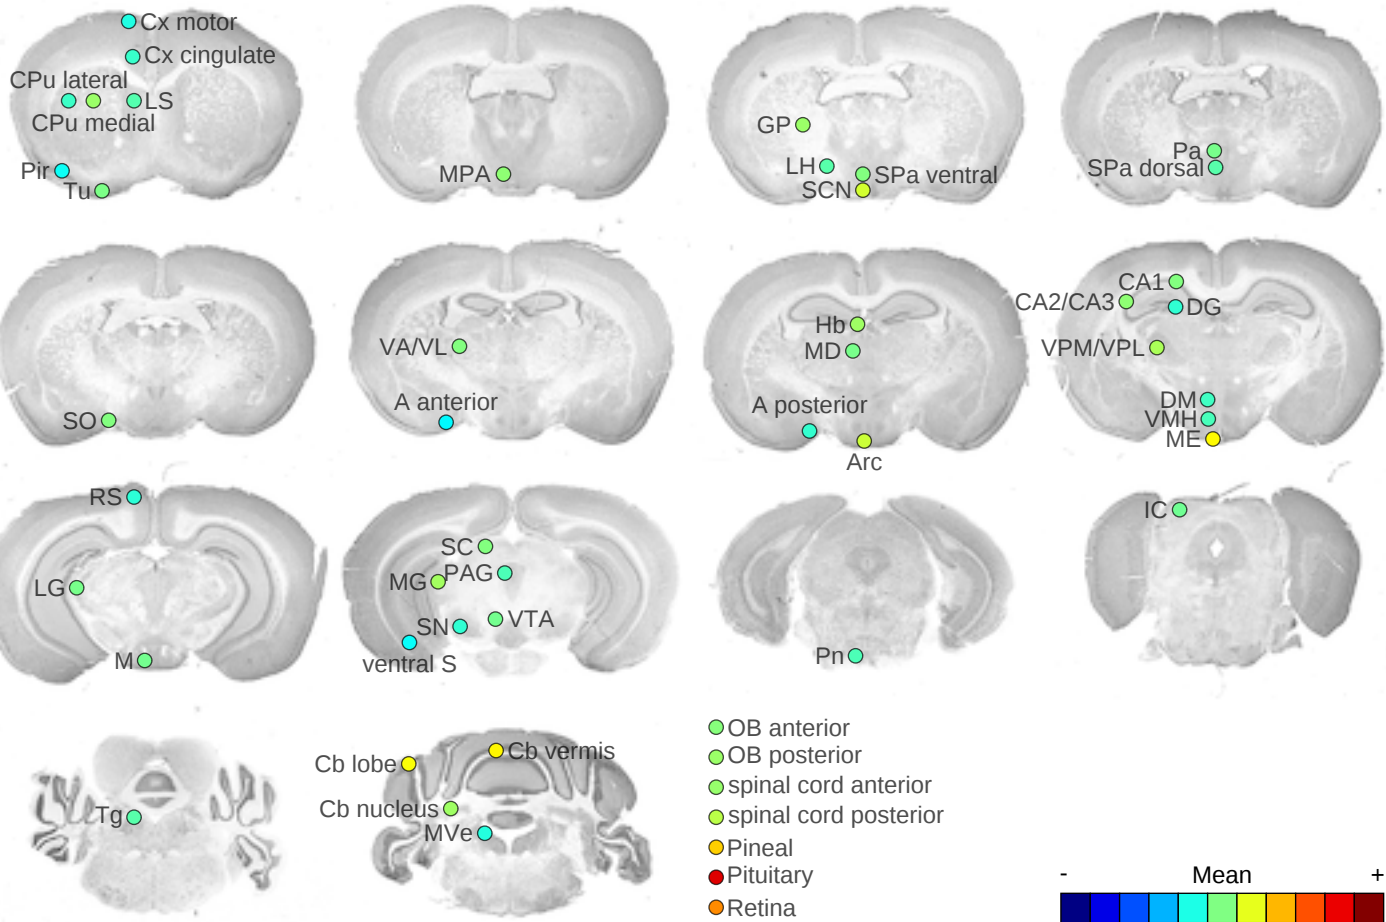 Cx motor
Cx cingulate
CPu lateral
LS
CPu medial
Pir
Tu
MPA
GP
LH
SPa ventral
SCN
Pa
SPa dorsal
SO
VA/VL
A anterior
Hb
MD
A posterior
Arc
CA1
CA2/CA3
DG
VPM/VPL
DM
VMH
ME
RS
LG
M
SC
MG
PAG
SN
VTA
ventral S
Pn
IC
Tg
Cb lobe
Cb vermis
Cb nucleus
MVe
OB anterior
OB posterior
spinal cord anterior
spinal cord posterior
Pineal
Pituitary
Retina
- Mean +